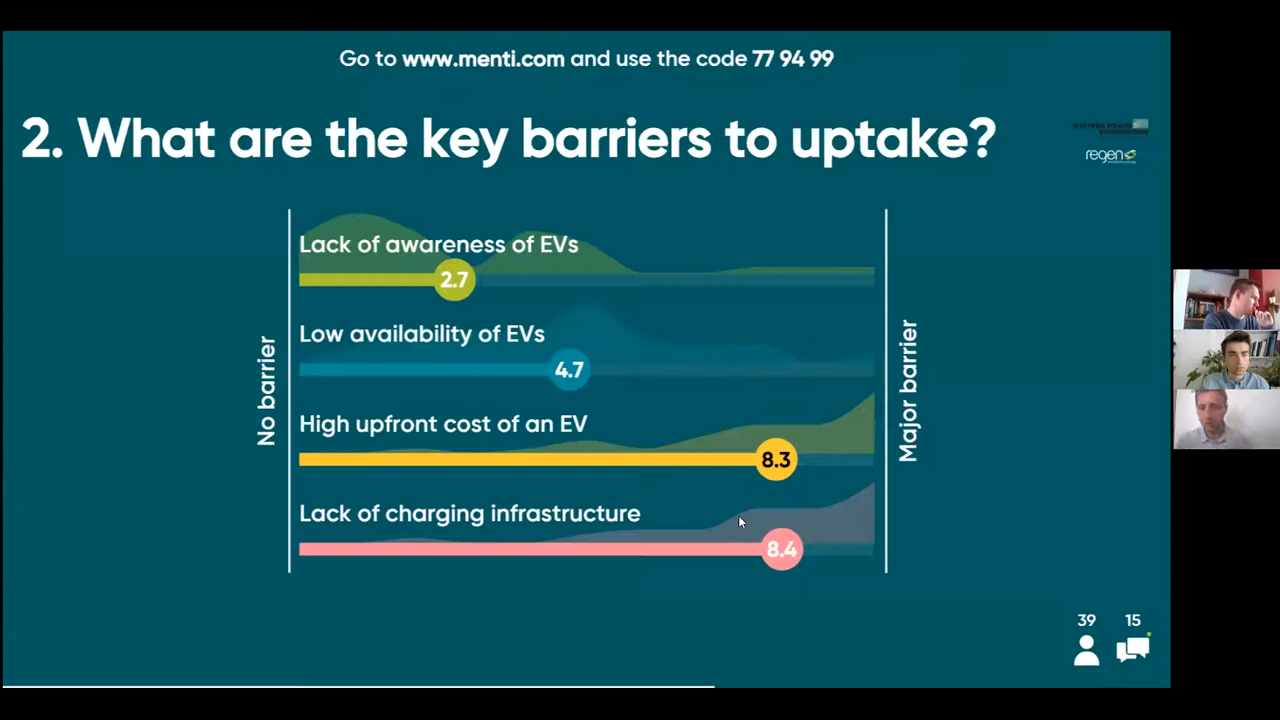 Go to www.menti.com and use the code 77 94 99
2. What are the key barriers to uptake?
regen
No barrier
Lack of awareness of EVs
2.7
Low availability of EVs
4.7
High upfront cost of an EV
8.3
Lack of charging infrastructure
8.4
Major barrier
39
15